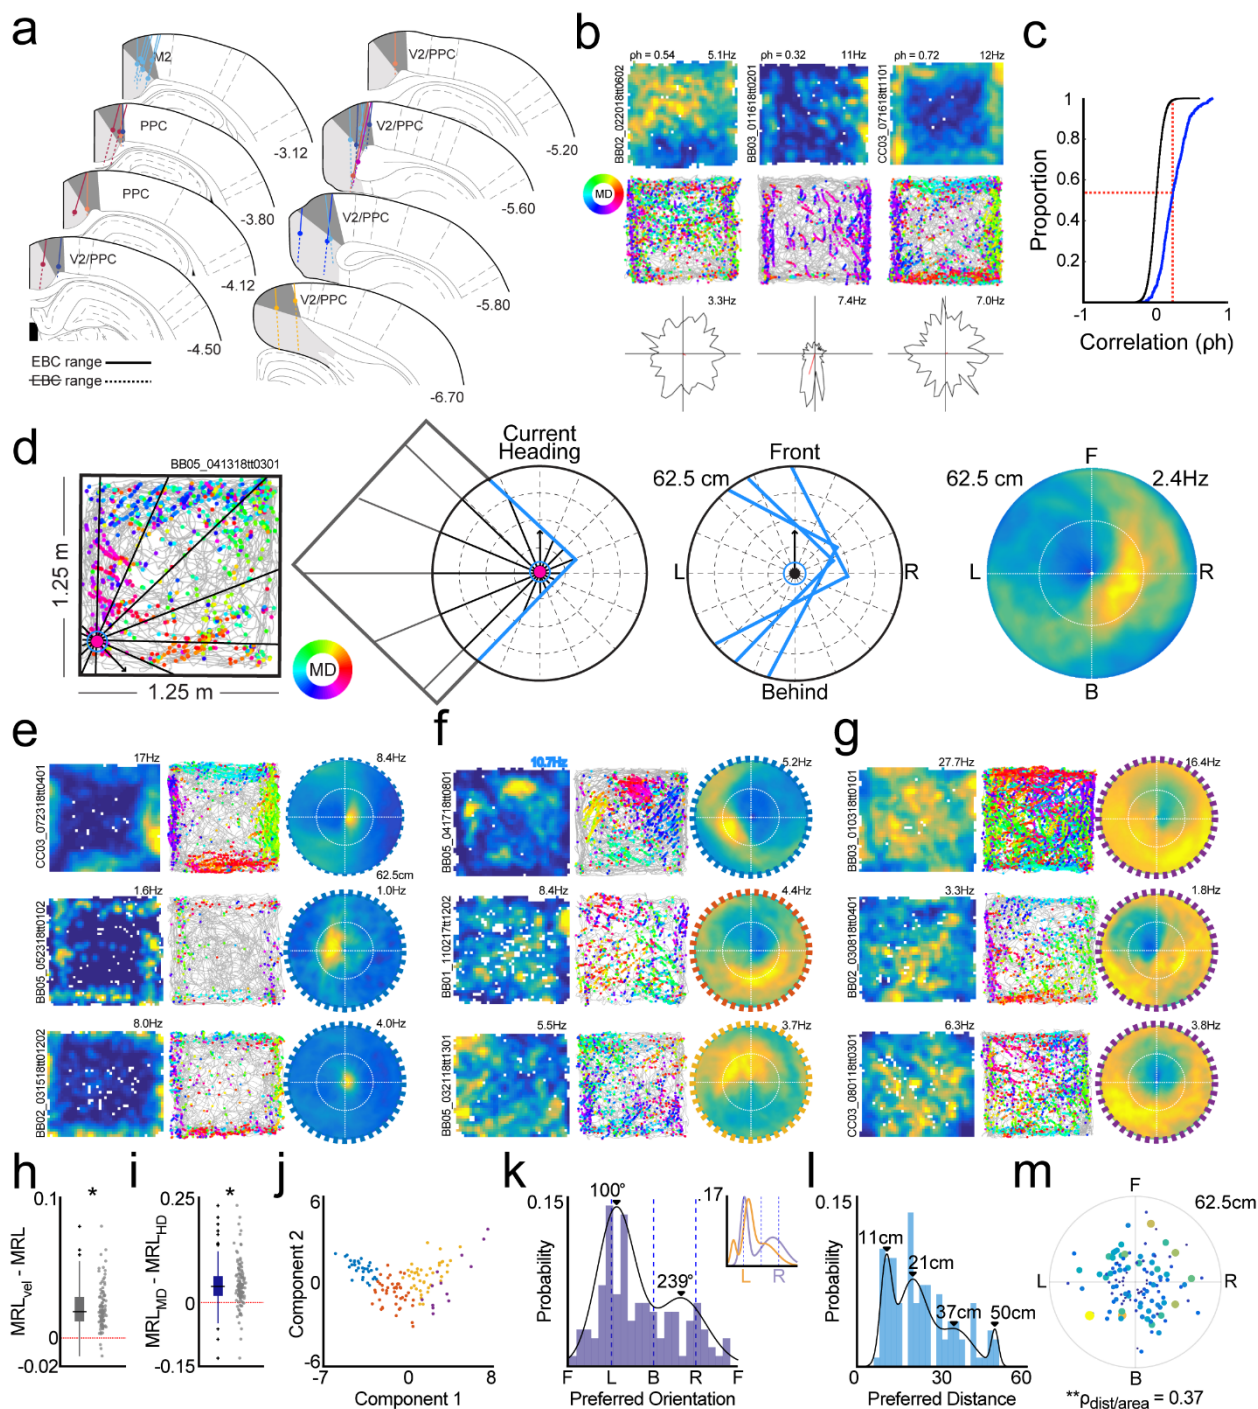 a
M2
-3.12
PPC
-3.80
PPC
-4.12
V2/PPC
-4.50
V2/PPC
-5.20
V2/PPC
-5.60
V2/PPC
-5.80
V2/PPC
-6.70
EBC range
EBC range
b
ρh = 0.54 5.1Hz
BB02_022018tt0602
ρh = 0.32 11Hz
BB03_011618tt0201
ρh = 0.72 12Hz
CC03_071618tt1101
MD
3.3Hz
7.4Hz
7.0Hz
c
Proportion
1
0.8
0.6
0.4
.2
-1 0 1
Correlation (ρh)
d
BB05_041318tt0301
1.25 m
1.25 m
MD
Current
Heading
62.5 cm
Front
L
R
Behind
62.5 cm
2.4Hz
F
L
R
B
e
CC03_072318tt0401
17Hz
8.4Hz
BB05_052318tt0102
1.6Hz
62.5cm
1.0Hz
BB02_031518tt01202
8.0Hz
4.0Hz
f
BB05_041718tt0801
10.7Hz
5.2Hz
BB01_110217tt1202
8.4Hz
4.4Hz
BB05_032118tt1301
5.5Hz
3.7Hz
g
BB03_010318tt0101
27.7Hz
16.4Hz
BB02_030818tt0401
3.3Hz
1.8Hz
CC03_080118tt0301
6.3Hz
3.8Hz
h
0.1
*
MRLvel - MRL
0
-0.02
i
0.25
*
MRLMD - MRLHD
0
-0.15
j
6
Component 2
0
-6
-7 0 8
Component 1
k
0.15
100°
239°
Probability
F L B R F
Preferred Orientation
.17
L R
l
0.15
11cm
21cm
37cm
50cm
Probability
0 30 60
Preferred Distance
m
F
62.5cm
L
R
B
**ρdist/area = 0.37